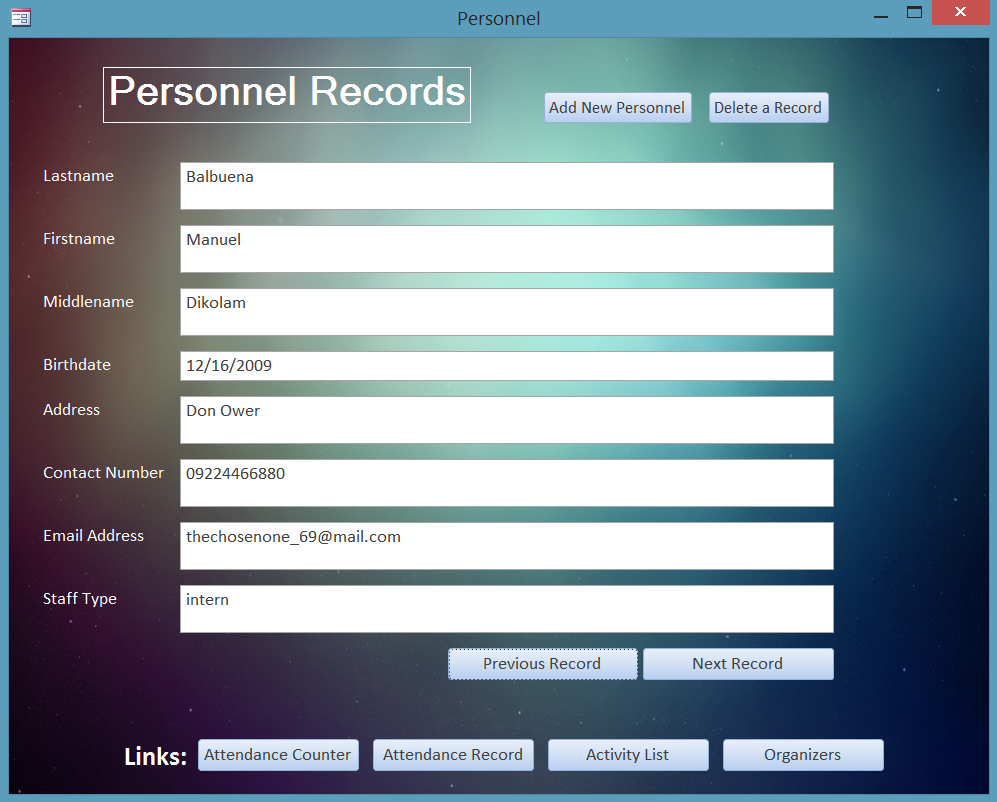 Personnel
Personnel Records
Add New Personnel
Delete a Record
Lastname
Balbuena
Firstname
Manuel
Middlename
Dikolam
Birthdate
12/16/2009
Address
Don Ower
Contact Number
09224466880
Email Address
thechosenone_69@mail.com
Staff Type
intern
Previous Record
Next Record
Links:
Attendance Counter
Attendance Record
Activity List
Organizers